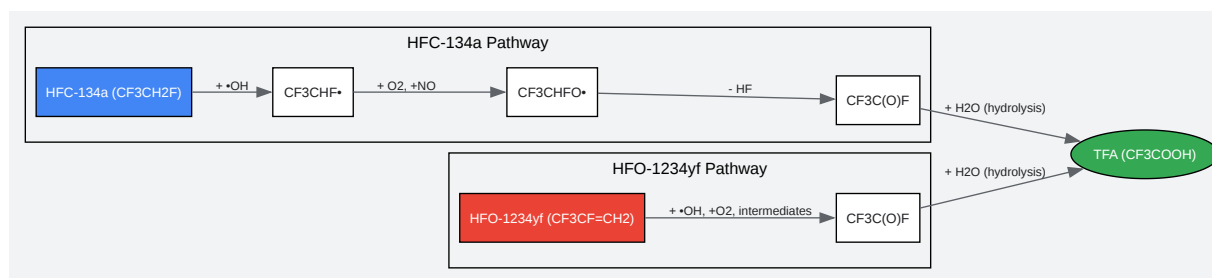 HFC-134a Pathway
HFC-134a (CF3CH2F)
+ •OH
CF3CHF•
+ O2, +NO
CF3CHFO•
- HF
CF3C(O)F
+ H2O (hydrolysis)
TFA (CF3COOH)
HFO-1234yf Pathway
HFO-1234yf (CF3CF=CH2)
+ •OH, +O2, intermediates
CF3C(O)F
+ H2O (hydrolysis)